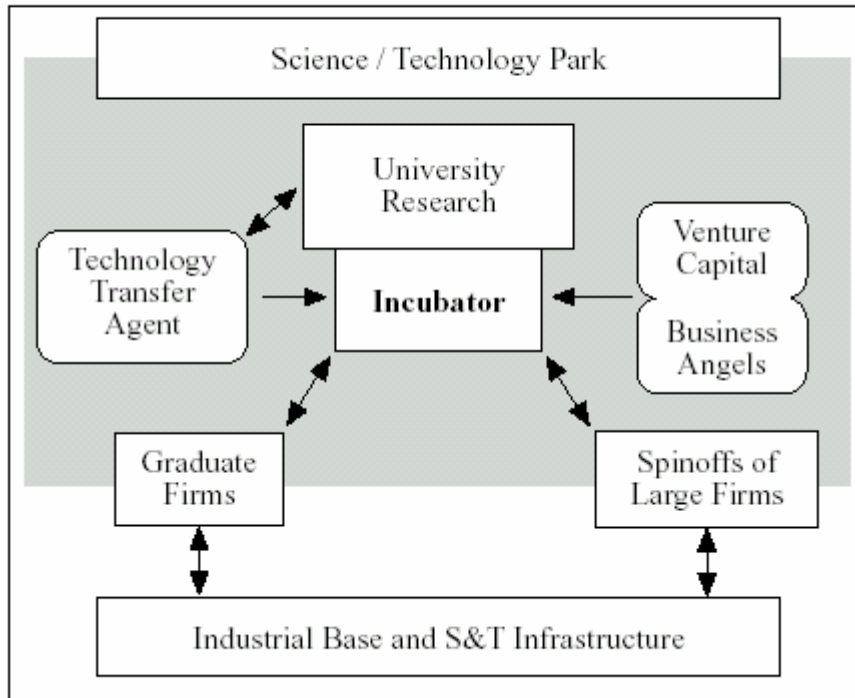 Science / Technology Park
University
Research
Technology
Transfer
Agent
Incubator
Venture
Capital
Business
Angels
Graduate
Firms
Spinoffs of
Large Firms
Industrial Base and S&T Infrastructure